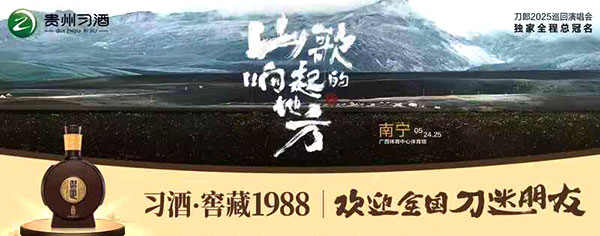 贵州习酒
GUIZHOU XIJIU
刀郎2025巡回演唱会
独家全程总冠名
山歌
响起的
地方
南宁 05 24.25
广西体育中心体育馆
习酒·窖藏1988 | 欢迎全国刀迷朋友